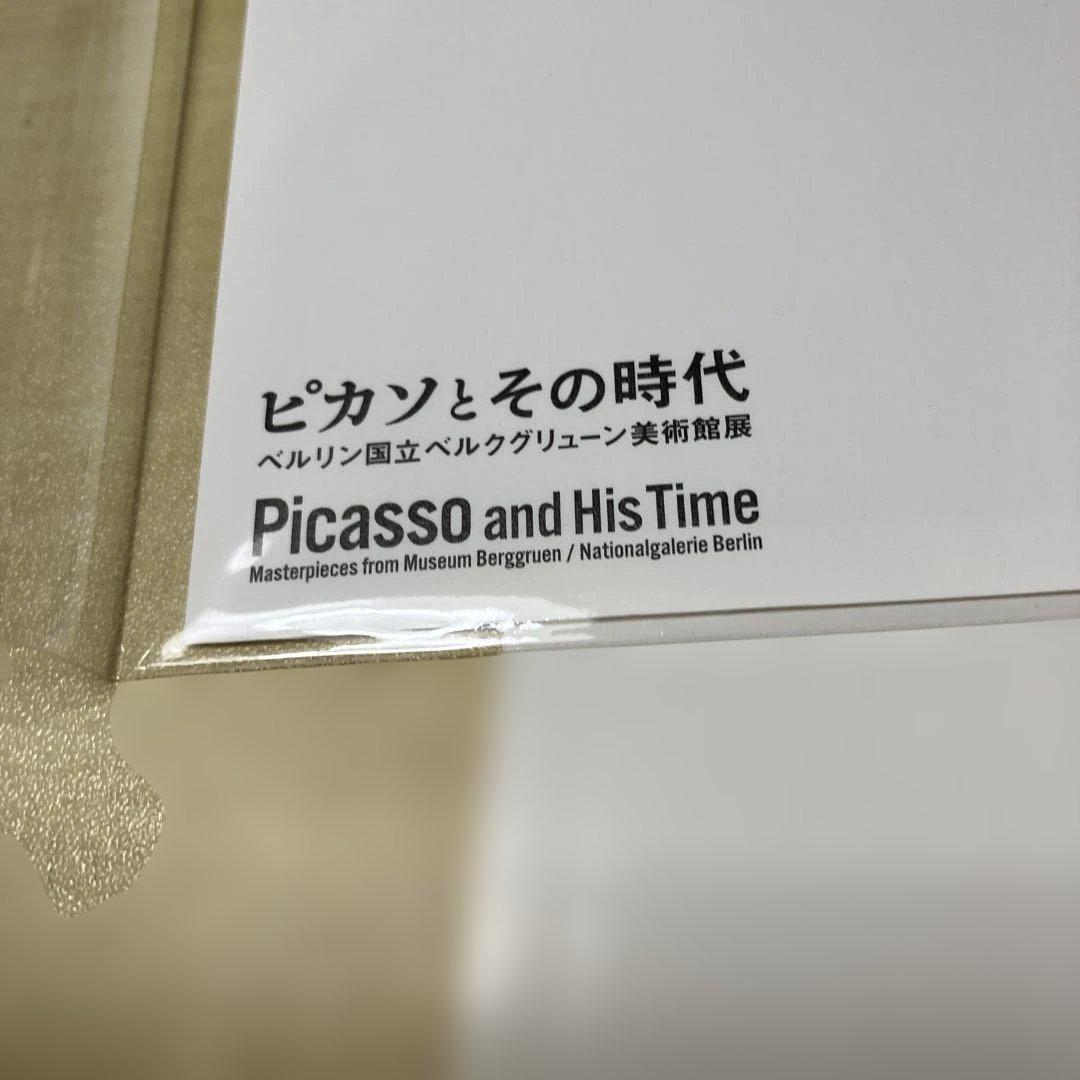 ピカソとその時代
ベルリン国立ベルクグリューン美術館展
Picasso and His Time
Masterpieces from Museum Berggruen / Nationalgalerie Berlin